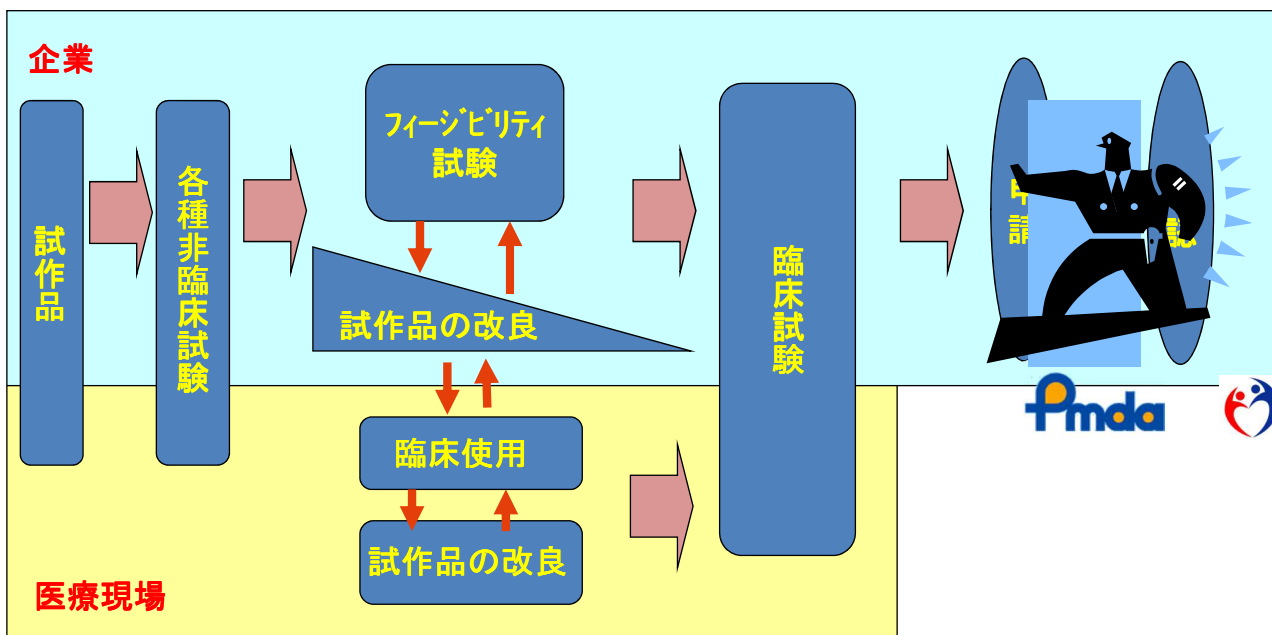 企業
試作品
各種非臨床試験
フィージビリティ
試験
試作品の改良
臨床試験
臨床使用
試作品の改良
医療現場
請
Pmda